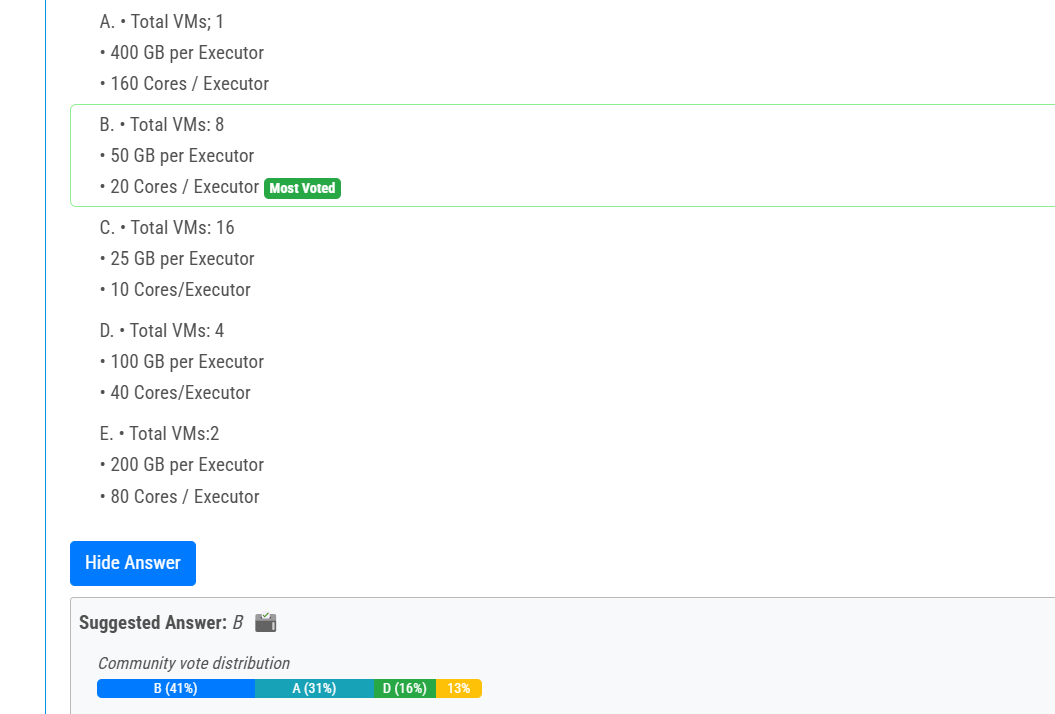 A. • Total VMs; 1
• 400 GB per Executor
• 160 Cores / Executor
B. • Total VMs: 8
• 50 GB per Executor
• 20 Cores / Executor Most Voted
C. • Total VMs: 16
• 25 GB per Executor
• 10 Cores/Executor
D. • Total VMs: 4
• 100 GB per Executor
• 40 Cores/Executor
E. • Total VMs:2
• 200 GB per Executor
• 80 Cores / Executor
Hide Answer
Suggested Answer: B
Community vote distribution
B (41%) A (31%) D (16%) 13%